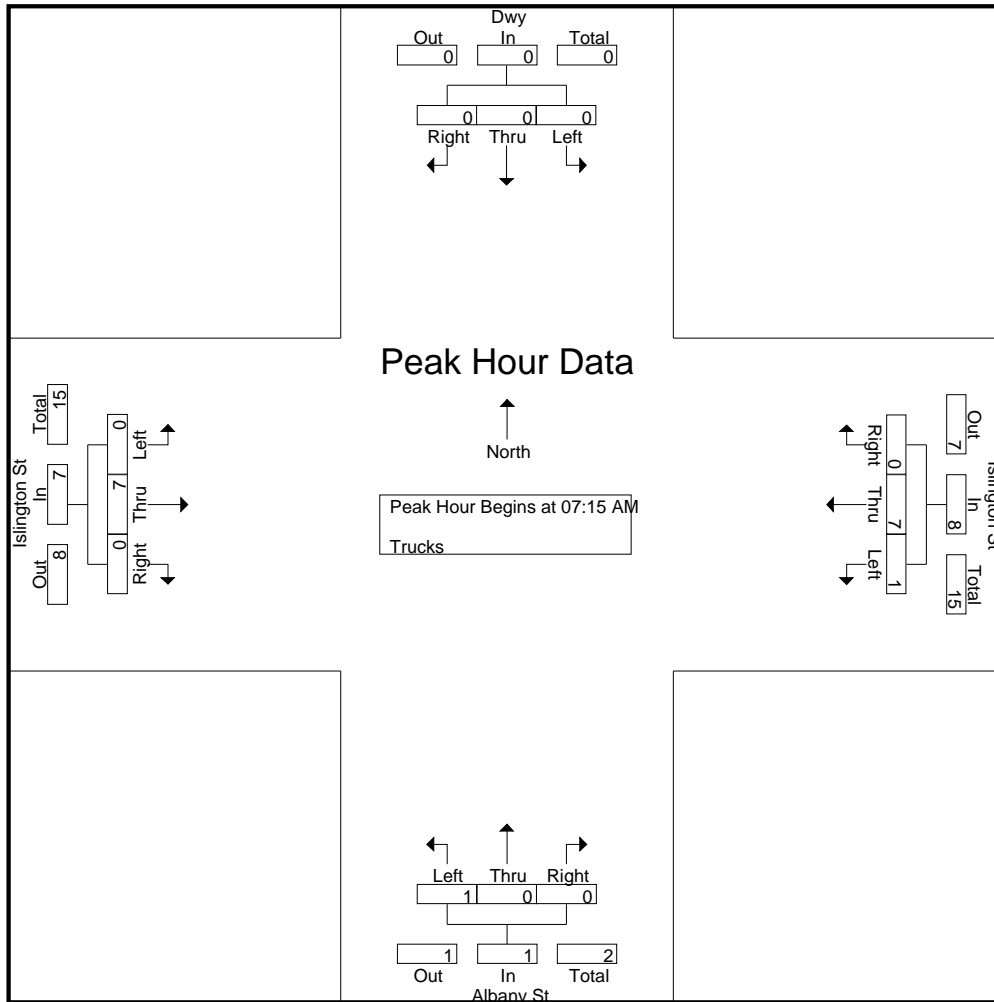 Dwy
Out In Total
0 0 0
0 0 0
Right Thru Left
Peak Hour Data
North
Peak Hour Begins at 07:15 AM
Trucks
Islington St
Total In Out
15 7 8
0 7 0
Left Thru Right
Right Thru Left
0 7 1
Out In Total
7 8 15
Islington St
Left Thru Right
1 0 0
1 1 2
Out In Total
Albany St